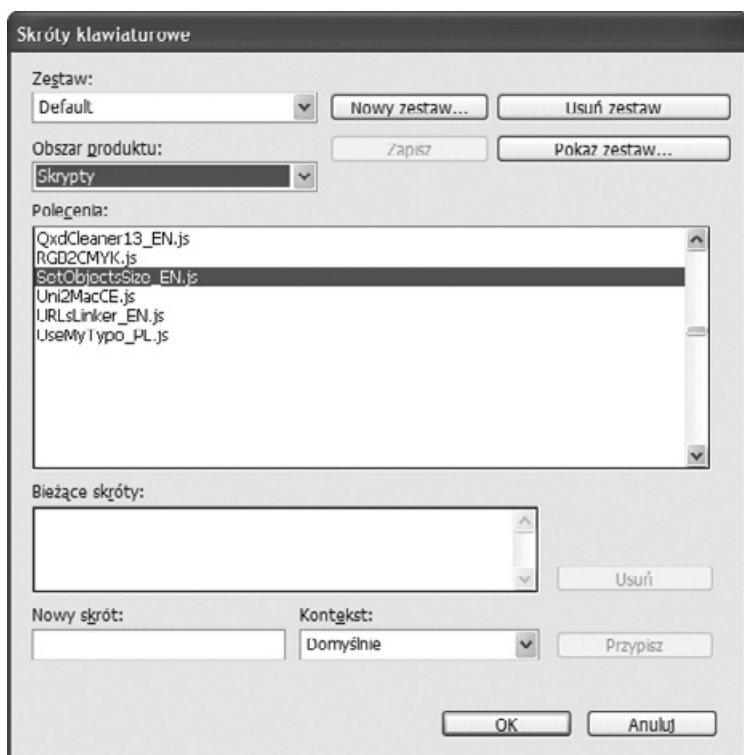 Skróty klawiaturowe
Zestaw:
Default
Nowy zestaw...
Usuń zestaw
Obszar produktu:
Zapisz
Pokaż zestaw...
Skrypty
Polecenia:
QxdCleaner13_EN.js
RGB2CMYK.js
SetObjectsSize_EN.js
Uni2MacCE.js
URLsLinker_EN.js
UseMyTypo_PL.js
Bieżące skróty:
Usuń
Nowy skrót:
Kontekst:
Domyślnie
Przypisz
OK
Anuluj